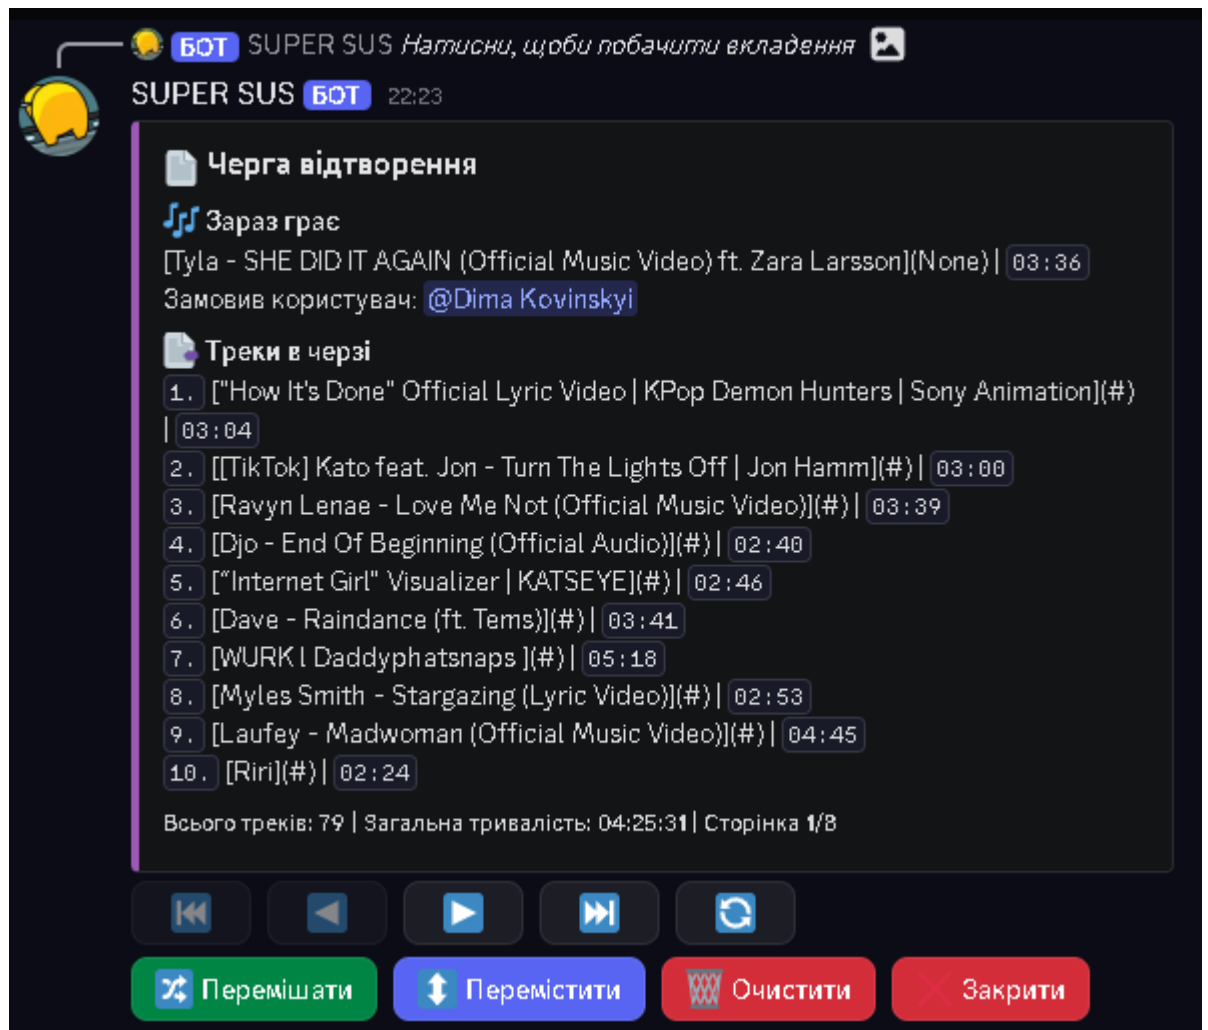 БОТ SUPER SUS Натисни, щоби побачити вкладення
SUPER SUS БОТ 22:23
Черга відтворення
Зараз грає
[Tyla - SHE DID IT AGAIN (Official Music Video) ft. Zara Larsson](None) | 03:36
Замовив користувач: @Dima Kovinskyi
Треки в черзі
1. ["How It's Done" Official Lyric Video | KPop Demon Hunters | Sony Animation](#)
| 03:04
2. [[TikTok] Kato feat. Jon - Turn The Lights Off | Jon Hamm](#) | 03:00
3. [Ravyn Lenae - Love Me Not (Official Music Video)](#) | 03:39
4. [Djo - End Of Beginning (Official Audio)](#) | 02:40
5. [“Internet Girl" Visualizer | KATSEYE](#) | 02:46
6. [Dave - Raindance (ft. Tems)](#) | 03:41
7. [WURK l Daddyphatsnaps ](#) | 05:18
8. [Myles Smith - Stargazing (Lyric Video)](#) | 02:53
9. [Laufey - Madwoman (Official Music Video)](#) | 04:45
10. [Riri](#) | 02:24
Всього треків: 79 | Загальна тривалість: 04:25:31 | Сторінка 1/8
Перемішати Перемістити Очистити Закрити